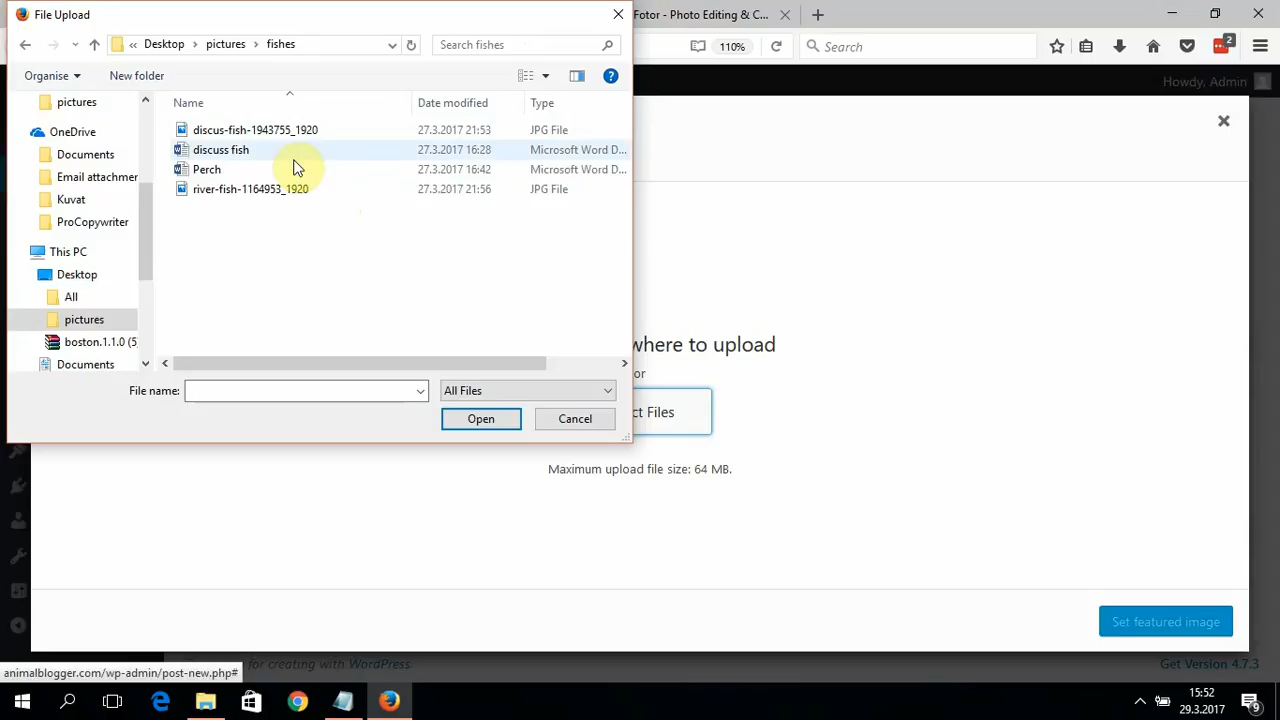 File Upload
Fotor - Photo Editing & C...
« Desktop › pictures › fishes
Search fishes
110%
Search
2
Organise
New folder
Howdy, Admin
pictures
OneDrive
Documents
Email attachmer
Kuvat
ProCopywriter
This PC
Desktop
All
pictures
boston.1.1.0 (5
Documents
Name
Date modified
Type
discus-fish-1943755_1920
27.3.2017 21:53
JPG File
discuss fish
27.3.2017 16:28
Microsoft Word D...
Perch
27.3.2017 16:42
Microsoft Word D...
river-fish-1164953_1920
27.3.2017 21:56
JPG File
where to upload
or
ct Files
File name:
All Files
Open
Cancel
Maximum upload file size: 64 MB.
Set featured image
for creating with WordPress
Get Version 4.7.3
animalblogger.com/wp-admin/post-new.php#
15:52
29.3.2017
9